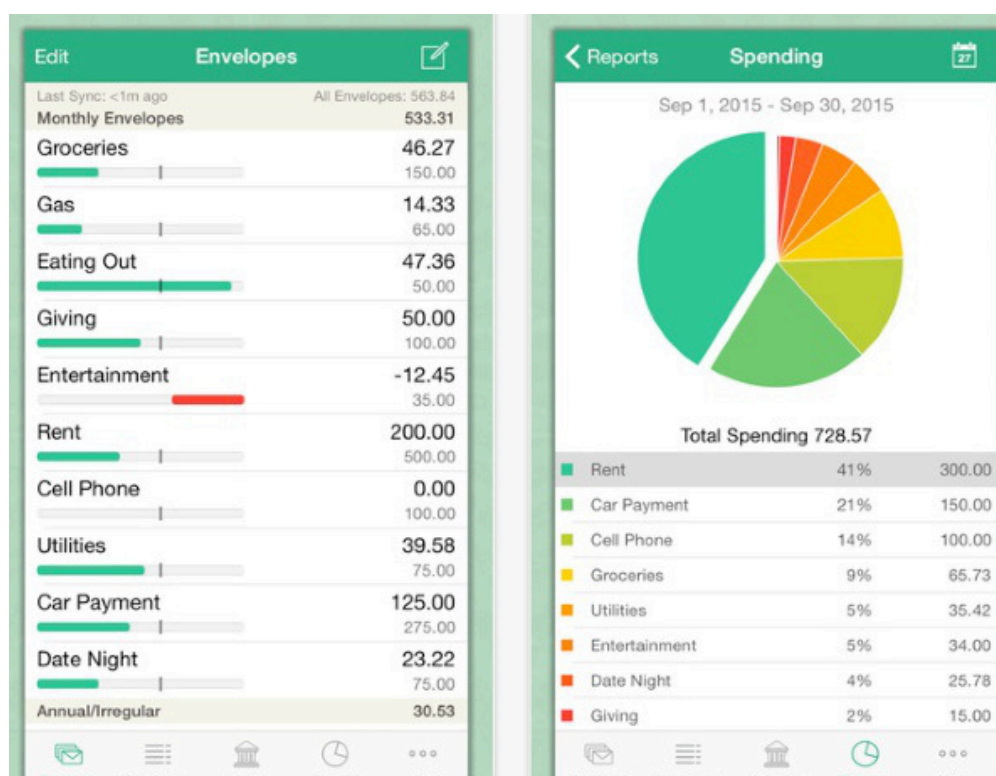 Edit Envelopes
Last Sync: <1m ago All Envelopes: 563.84
Monthly Envelopes 533.31
Groceries 46.27
150.00
Gas 14.33
65.00
Eating Out 47.36
50.00
Giving 50.00
100.00
Entertainment -12.45
35.00
Rent 200.00
500.00
Cell Phone 0.00
100.00
Utilities 39.58
75.00
Car Payment 125.00
275.00
Date Night 23.22
75.00
Annual/Irregular 30.53
Reports Spending 27
Sep 1, 2015 - Sep 30, 2015
Total Spending 728.57
Rent 41% 300.00
Car Payment 21% 150.00
Cell Phone 14% 100.00
Groceries 9% 65.73
Utilities 5% 35.42
Entertainment 5% 34.00
Date Night 4% 25.78
Giving 2% 15.00